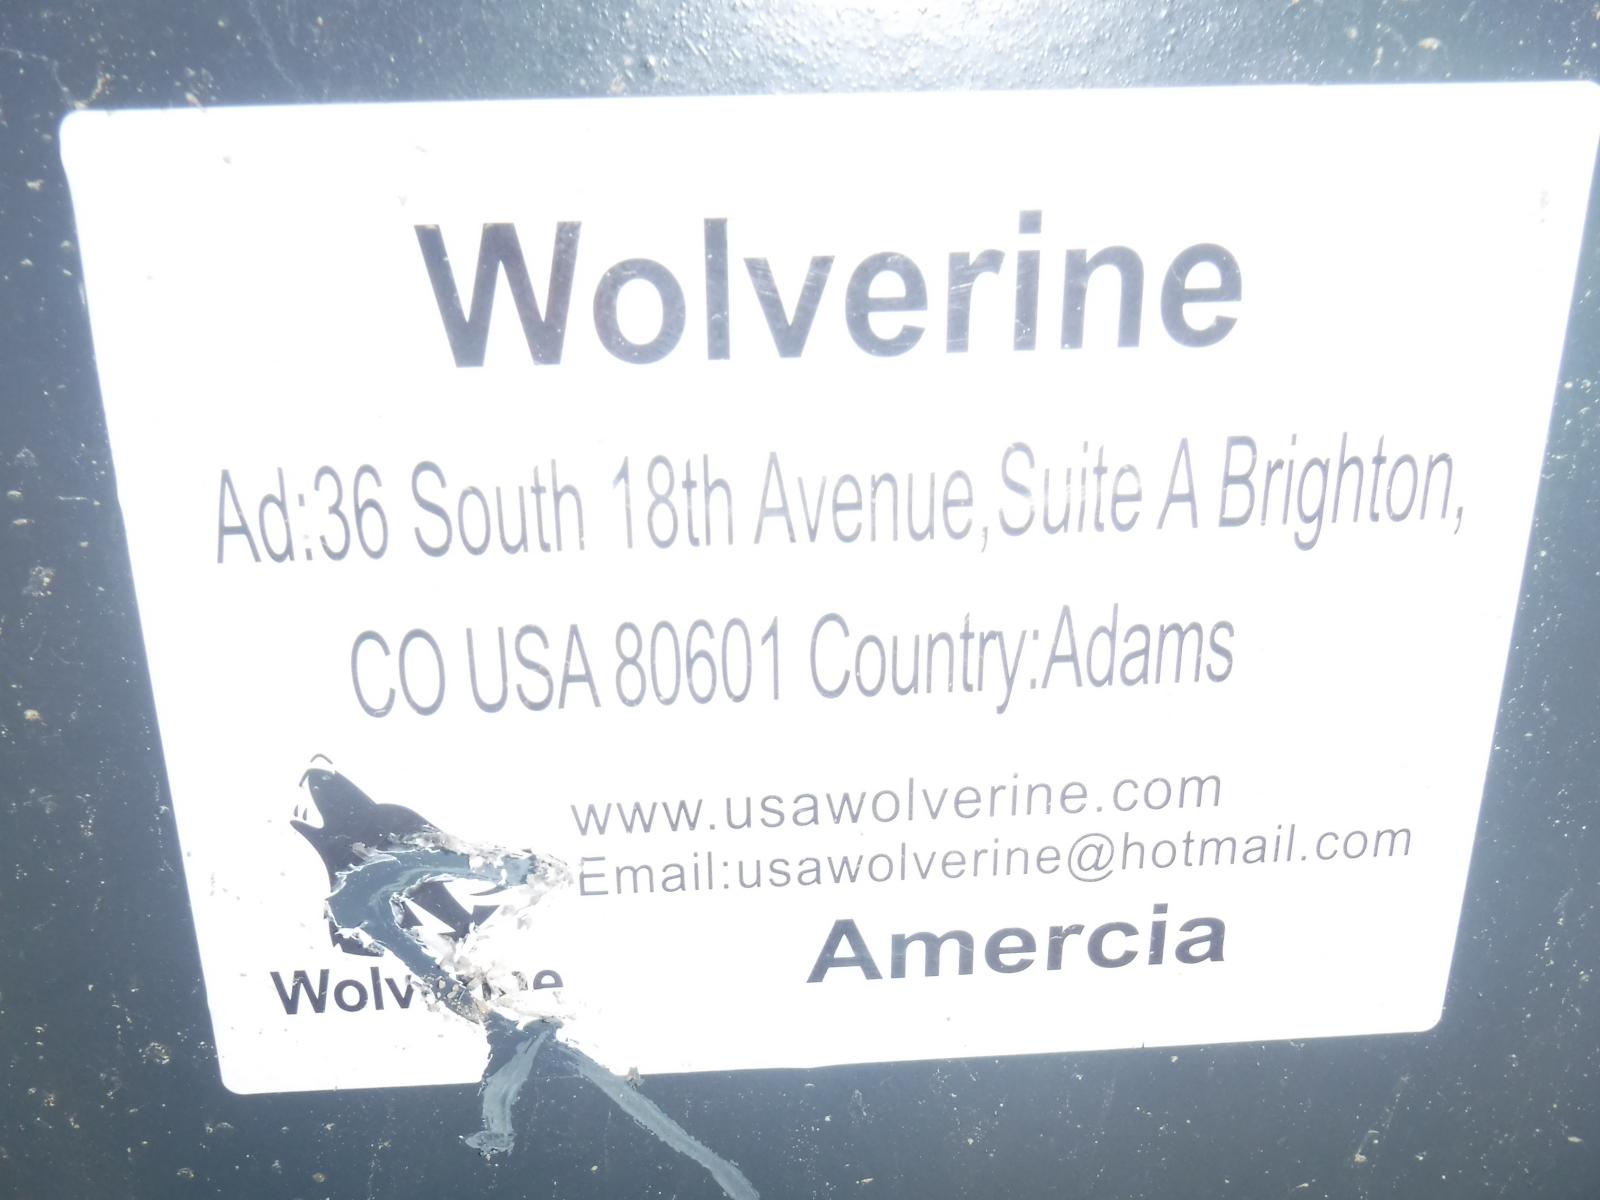 Wolverine
Ad:36 South 18th Avenue,Suite A Brighton,
CO USA 80601 Country:Adams
www.usawolverine.com
Email:usawolverine@hotmail.com
Amercia